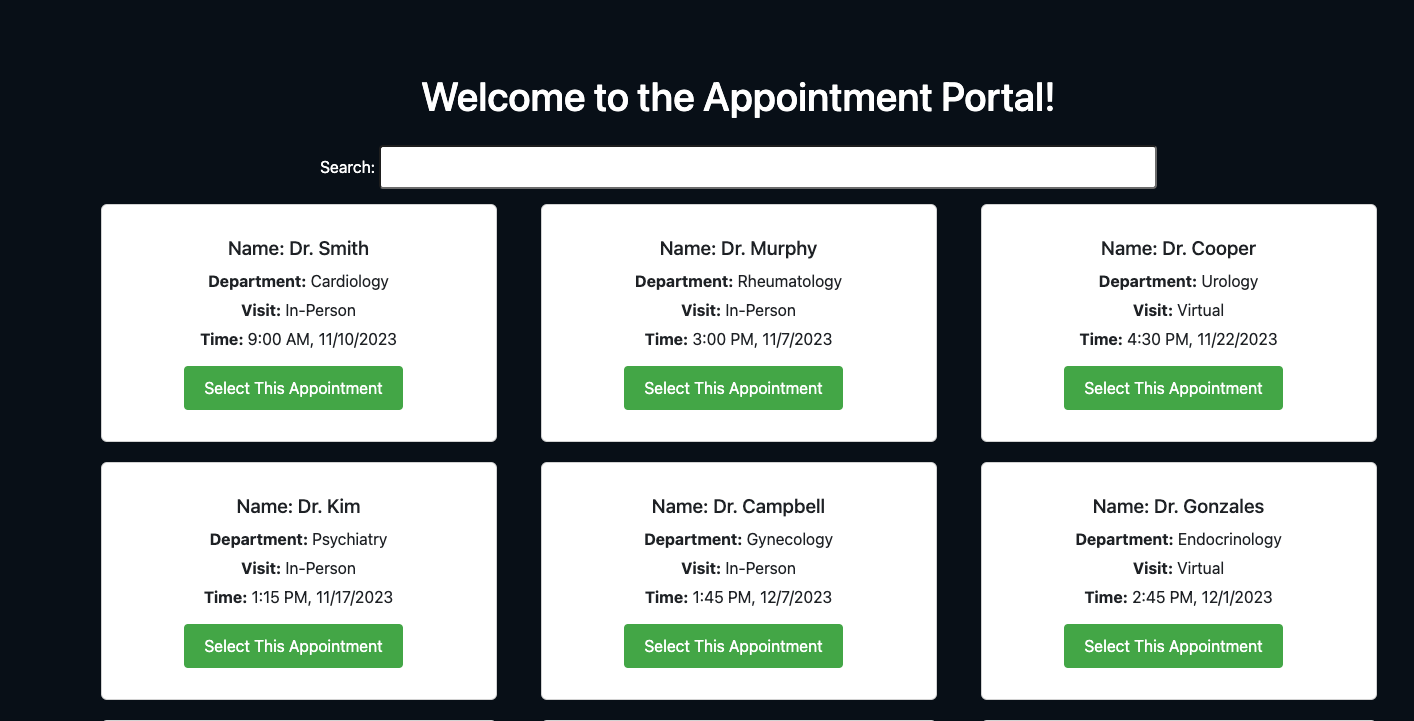 Welcome to the Appointment Portal!
Search:
Name: Dr. Smith
Department: Cardiology
Visit: In-Person
Time: 9:00 AM, 11/10/2023
Select This Appointment
Name: Dr. Murphy
Department: Rheumatology
Visit: In-Person
Time: 3:00 PM, 11/7/2023
Select This Appointment
Name: Dr. Cooper
Department: Urology
Visit: Virtual
Time: 4:30 PM, 11/22/2023
Select This Appointment
Name: Dr. Kim
Department: Psychiatry
Visit: In-Person
Time: 1:15 PM, 11/17/2023
Select This Appointment
Name: Dr. Campbell
Department: Gynecology
Visit: In-Person
Time: 1:45 PM, 12/7/2023
Select This Appointment
Name: Dr. Gonzales
Department: Endocrinology
Visit: Virtual
Time: 2:45 PM, 12/1/2023
Select This Appointment